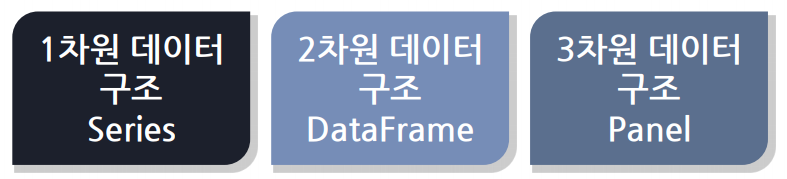 1차원 데이터
구조
Series
2차원 데이터
구조
DataFrame
3차원 데이터
구조
Panel